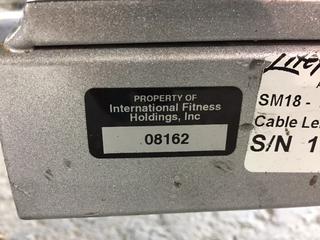 PROPERTY OF
International Fitness
Holdings, Inc
08162
SM18 -
Cable Le
S/N 1